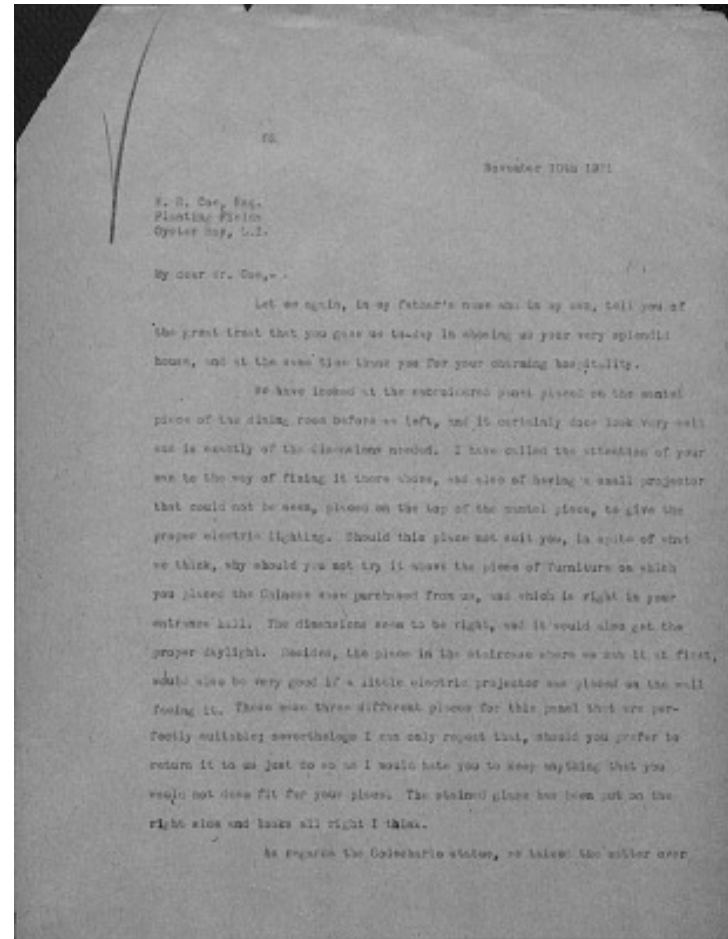 November 10th 1921
W. R. Coe, Esq.
Planting Fields
Oyster Bay, L.I.
My dear Mr. Coe,-
Let me again, in my father's name and in my own, tell you of
the great treat that you gave us to-day in showing us your very splendid
house, and at the same time thank you for your charming hospitality.
We have looked at the embroidered panel placed on the mantel
piece of the dining room before we left, and it certainly does look very well
and is exactly of the dimensions needed. I have called the attention of your
man to the way of fixing it there above, and also of having a small projector
that could not be seen, placed on the top of the mantel piece, to give the
proper electric lighting. Should this place not suit you, in spite of what
we think, why should you not try it above the piece of furniture on which
you placed the Chinese vase purchased from us, and which is right in your
entrance hall. The dimensions seem to be right, and it would also get the
proper daylight. Besides, the place in the staircase where we saw it at first,
would also be very good if a little electric projector was placed on the wall
facing it. These were three different places for this panel that are per-
fectly suitable; nevertheless I can only repeat that, should you prefer to
return it to us just do so as I would hate you to keep anything that you
would not deem fit for your place. The stained glass has been put on the
right side and looks all right I think.
As regards the statue, we talked the matter over